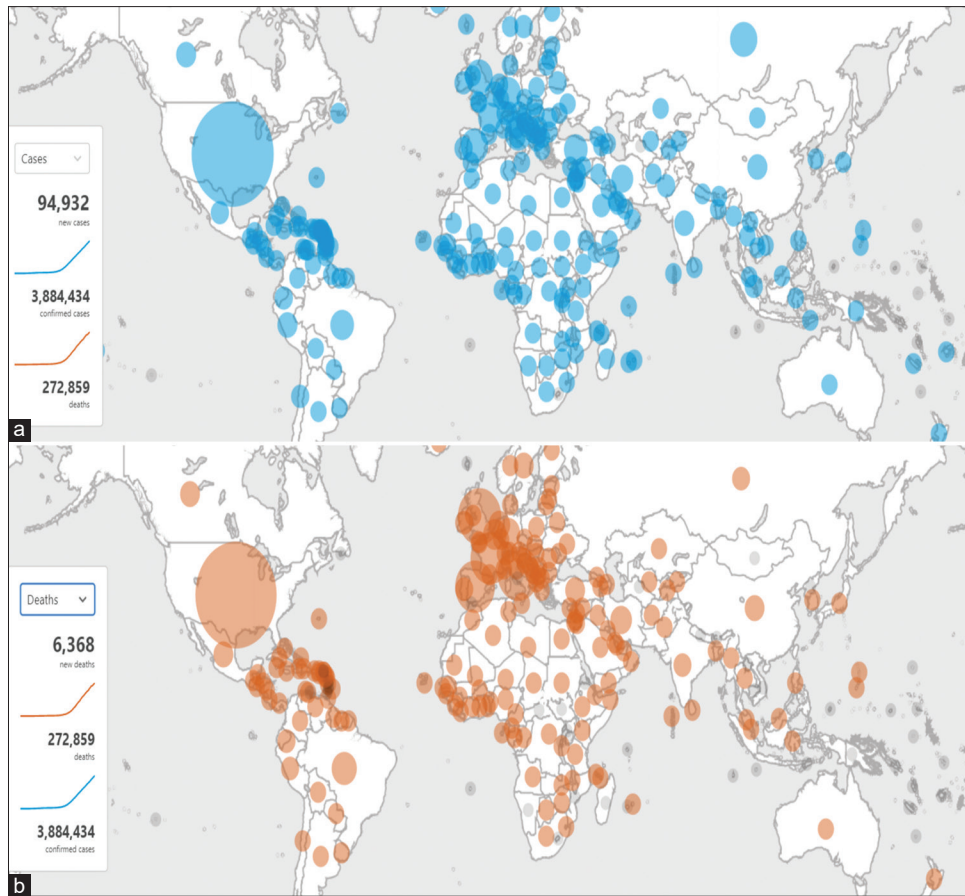 Cases
94,932
new cases
3,884,434
confirmed cases
272,859
deaths
a
Deaths
6,368
new deaths
272,859
deaths
3,884,434
confirmed cases
b